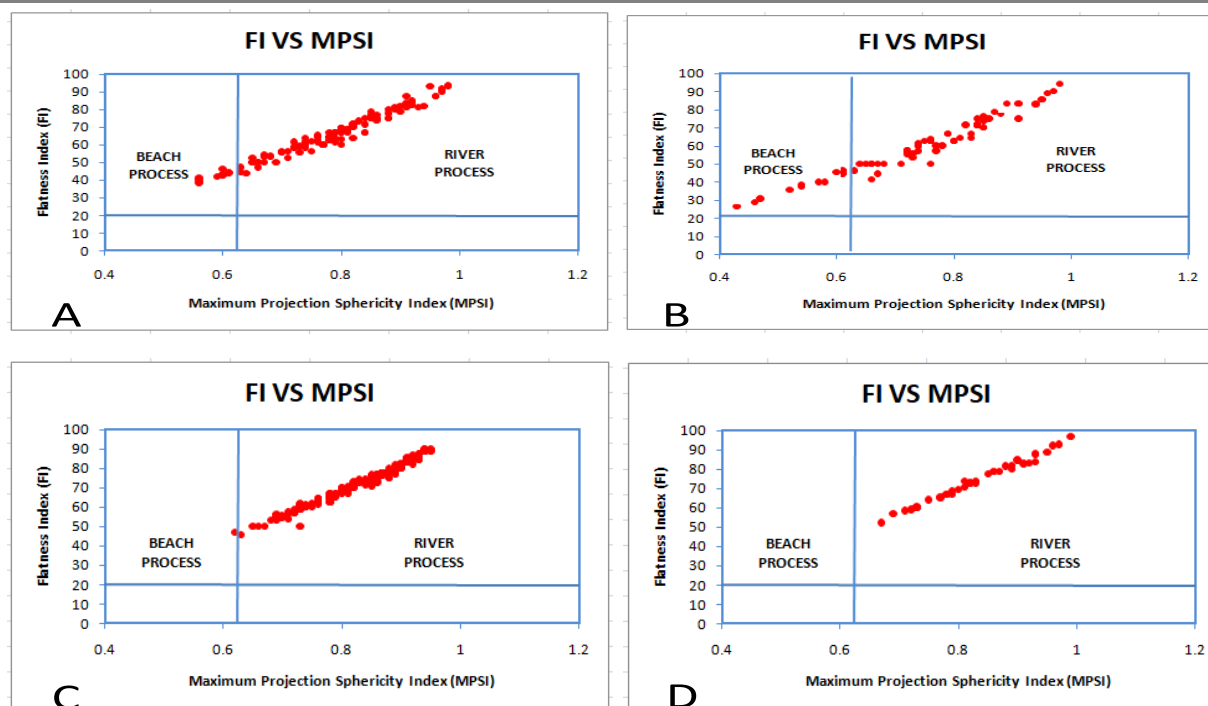 FI VS MPSI
100
90
80
70
60
50
40
30
20
10
0
Flatness Index (FI)
BEACH
PROCESS
RIVER
PROCESS
0.4 0.6 0.8 1 1.2
Maximum Projection Sphericity Index (MPSI)
A
FI VS MPSI
100
90
80
70
60
50
40
30
20
10
0
Flatness Index (FI)
BEACH
PROCESS
RIVER
PROCESS
0.4 0.6 0.8 1 1.2
Maximum Projection Sphericity Index (MPSI)
B
FI VS MPSI
100
90
80
70
60
50
40
30
20
10
0
Flatness Index (FI)
BEACH
PROCESS
RIVER
PROCESS
0.4 0.6 0.8 1 1.2
Maximum Projection Sphericity Index (MPSI)
C
FI VS MPSI
100
90
80
70
60
50
40
30
20
10
0
Flatness Index (FI)
BEACH
PROCESS
RIVER
PROCESS
0.4 0.6 0.8 1 1.2
Maximum Projection Sphericity Index (MPSI)
D